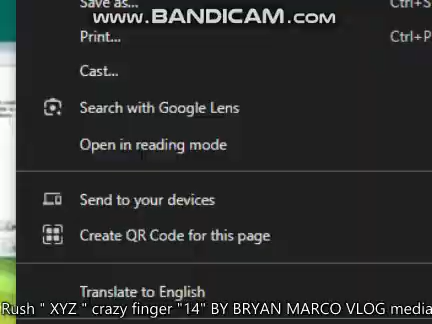 Save as... Ctrl+S
www.BANDICAM.com
Print... Ctrl+P
Cast...
Search with Google Lens
Open in reading mode
Send to your devices
Create QR Code for this page
Translate to English
Rush " XYZ " crazy finger "14" BY BRYAN MARCO VLOG media